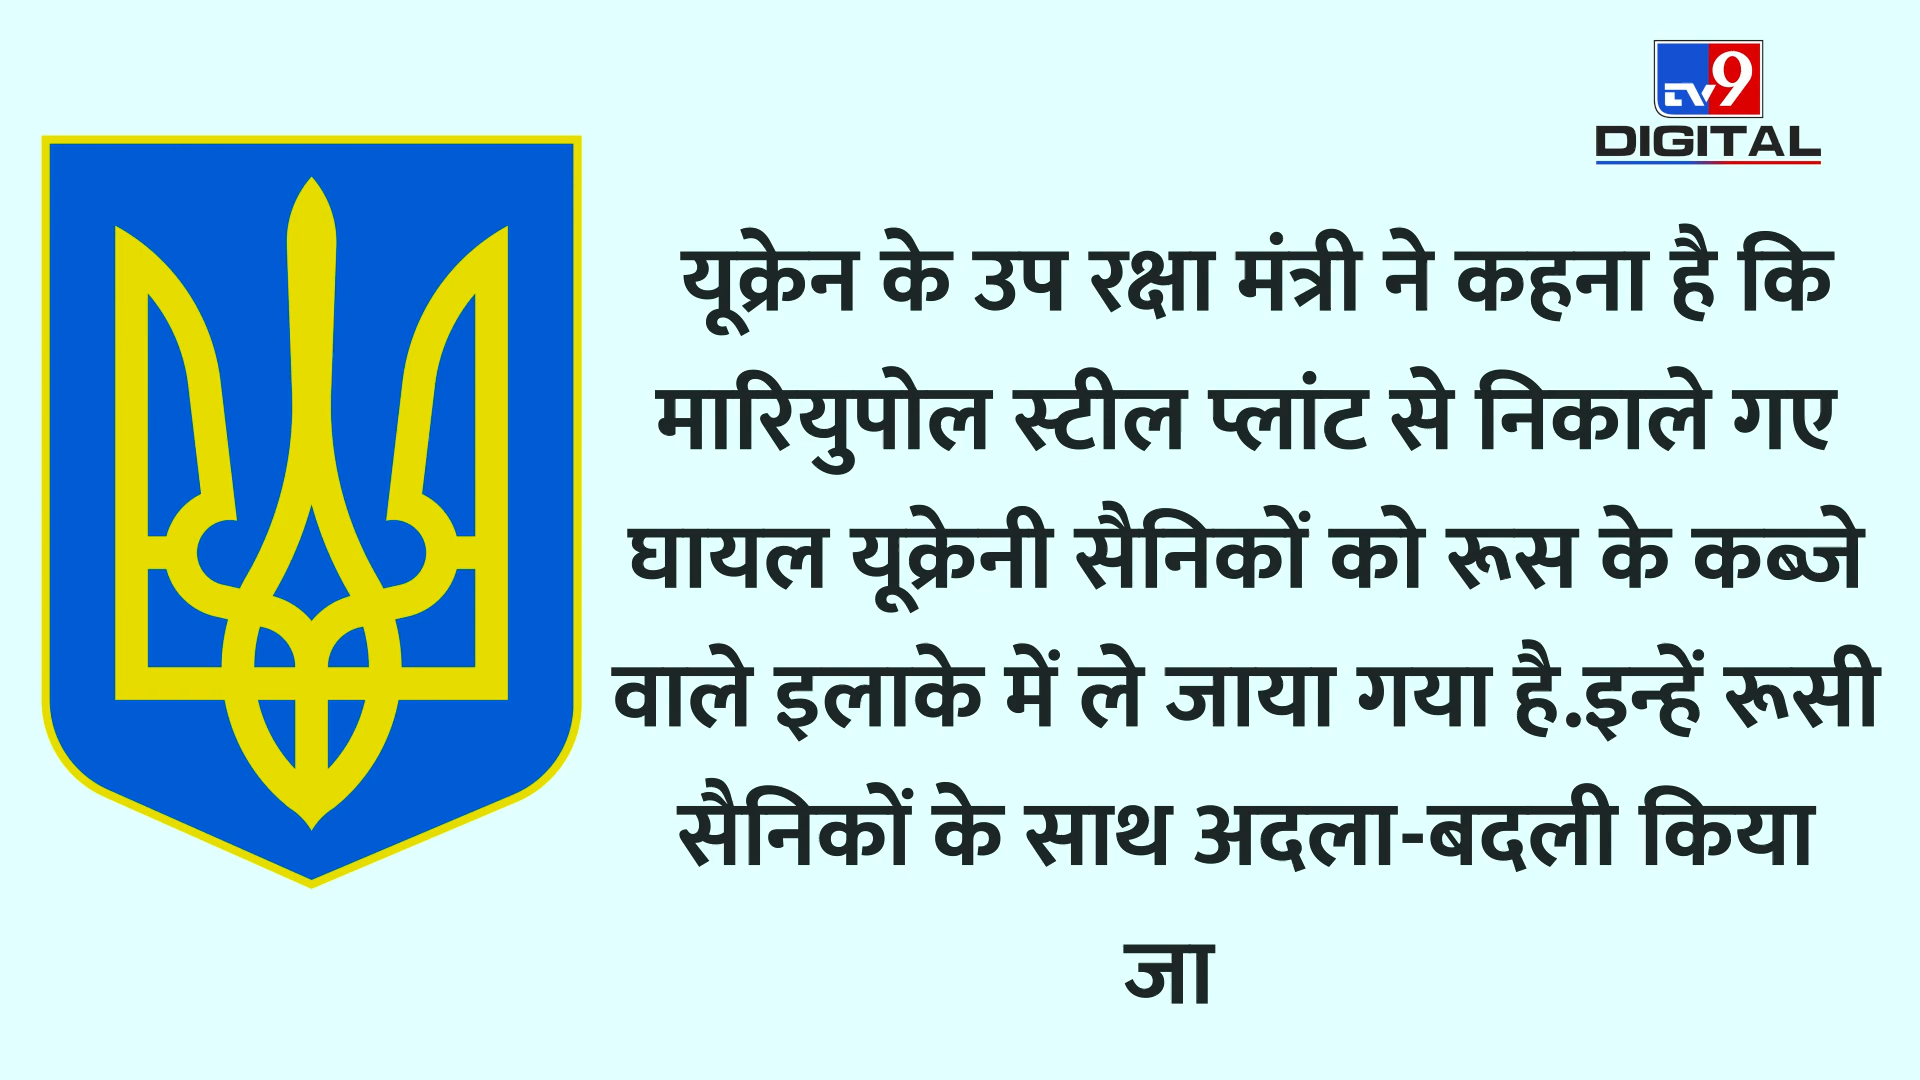 tv9
DIGITAL
यूक्रेन के उप रक्षा मंत्री ने कहना है कि
मारियुपोल स्टील प्लांट से निकाले गए
घायल यूक्रेनी सैनिकों को रूस के कब्जे
वाले इलाके में ले जाया गया है.इन्हें रूसी
सैनिकों के साथ अदला-बदली किया
जा